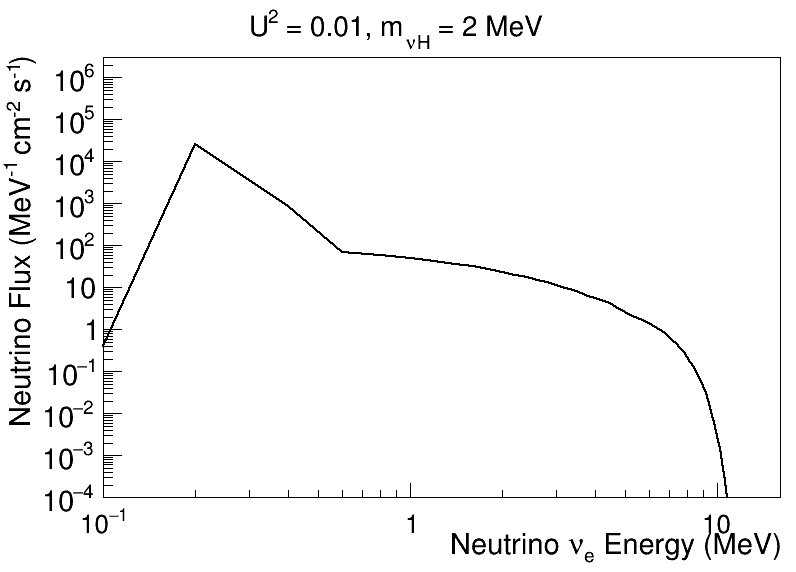 U² = 0.01, m_νH = 2 MeV
Neutrino Flux (MeV⁻¹ cm⁻² s⁻¹)
10⁶
10⁵
10⁴
10³
10²
10
1
10⁻¹
10⁻²
10⁻³
10⁻⁴
10⁻¹ 1 10
Neutrino νₑ Energy (MeV)